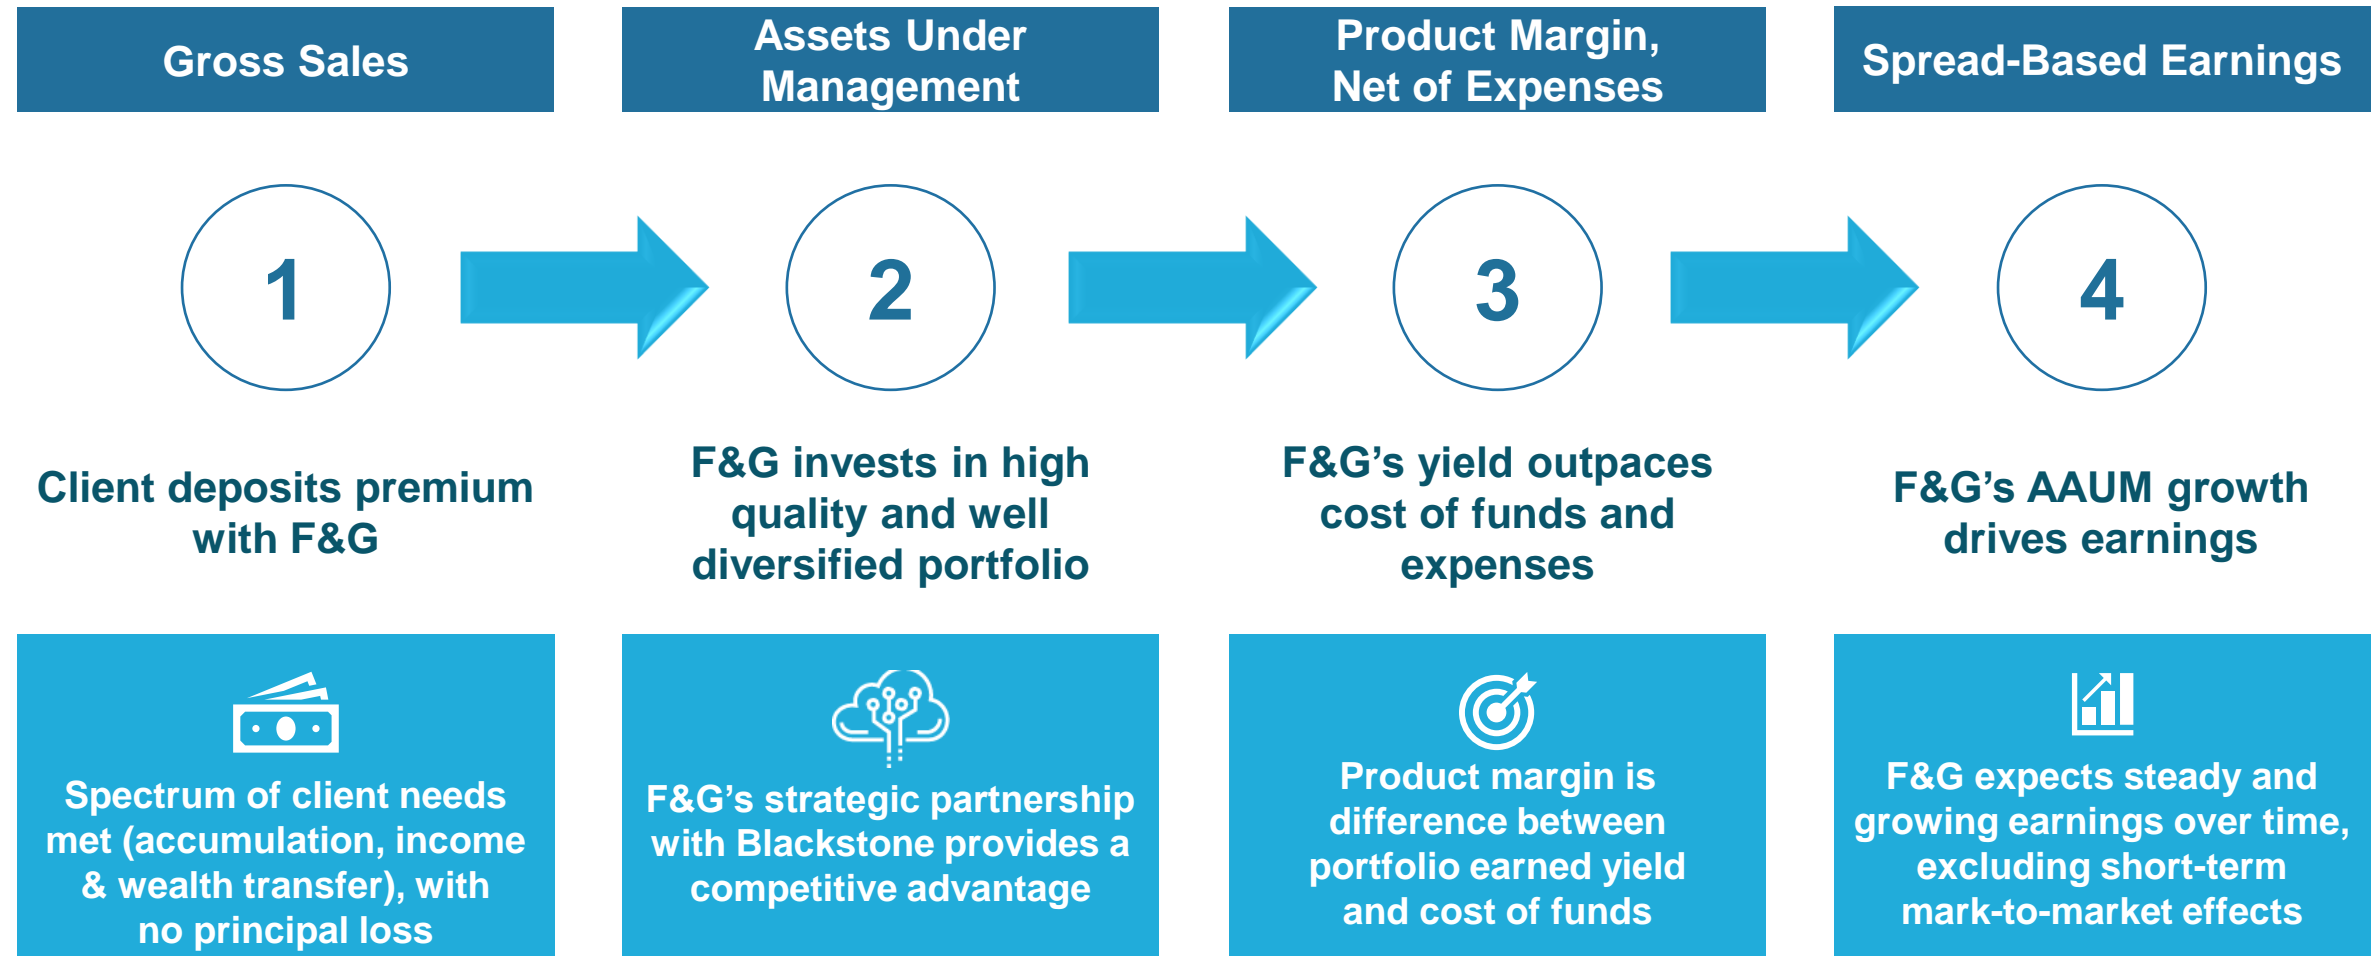 Gross Sales
Assets Under
Management
Product Margin,
Net of Expenses
Spread-Based Earnings
1
2
3
4
Client deposits premium
with F&G
F&G invests in high
quality and well
diversified portfolio
F&G’s yield outpaces
cost of funds and
expenses
F&G’s AAUM growth
drives earnings
Spectrum of client needs
met (accumulation, income
& wealth transfer), with
no principal loss
F&G’s strategic partnership
with Blackstone provides a
competitive advantage
Product margin is
difference between
portfolio earned yield
and cost of funds
F&G expects steady and
growing earnings over time,
excluding short-term
mark-to-market effects